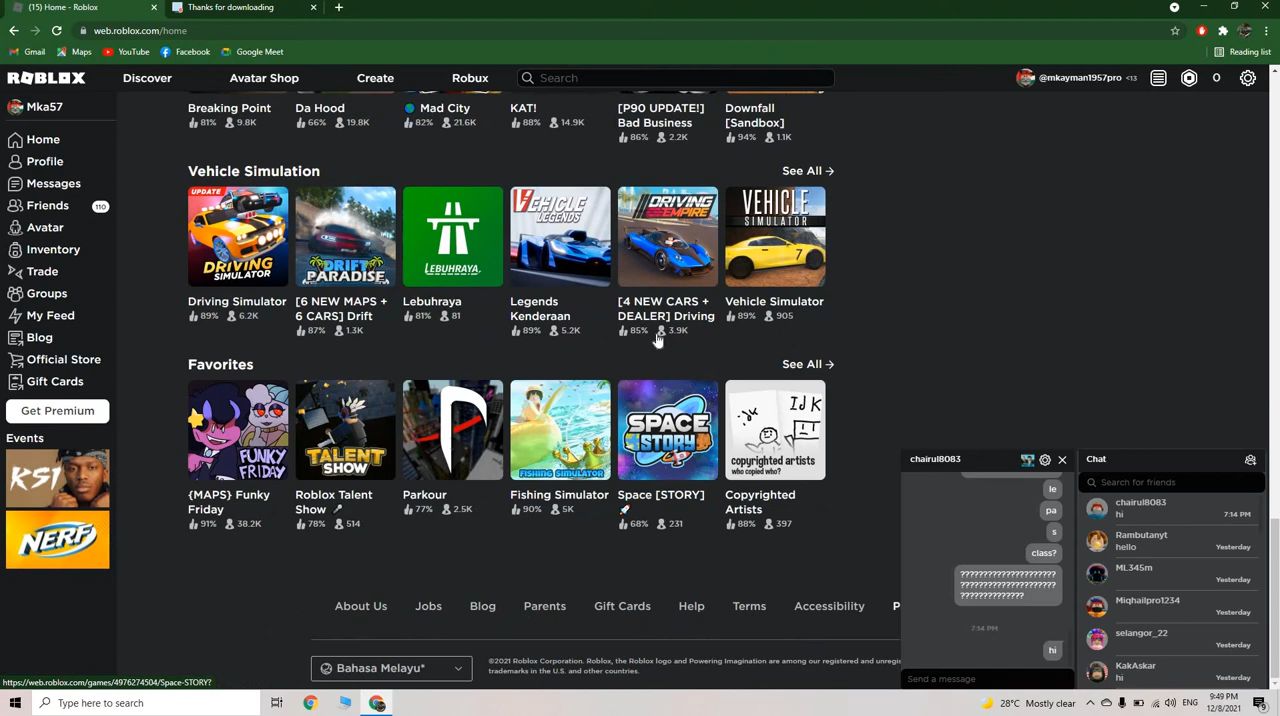 (15) Home - Roblox
Thanks for downloading
web.roblox.com/home
Gmail
Maps
YouTube
Facebook
Google Meet
Reading list
ROBLOX
Discover
Avatar Shop
Create
Robux
Search
@mkayman1957pro <13
0
Mka57
Home
Profile
Messages
Friends 110
Avatar
Inventory
Trade
Groups
My Feed
Blog
Official Store
Gift Cards
Get Premium
Events
KSI
NERF
Breaking Point
81% 9.8K
Da Hood
66% 19.8K
Mad City
82% 21.6K
KAT!
88% 14.9K
[P90 UPDATE!]
Bad Business
86% 2.2K
Downfall
[Sandbox]
94% 1.1K
Vehicle Simulation
See All
UPDATE
DRIVING
SIMULATOR
DRIFT
PARADISE
LEBUHRAYA
VEHICLE
LEGENDS
DRIVING
EMPIRE
VEHICLE
SIMULATOR
7
Driving Simulator
89% 6.2K
[6 NEW MAPS +
6 CARS] Drift
87% 1.3K
Lebuhraya
81% 81
Legends
Kenderaan
89% 5.2K
[4 NEW CARS +
DEALER] Driving
85% 3.9K
Vehicle Simulator
89% 905
Favorites
See All
FUNKY
FRIDAY
TALENT
SHOW
FISHING SIMULATOR
SPACE
STORY
Idk
IdK
copyrighted artists
who copied who?
{MAPS} Funky
Friday
91% 38.2K
Roblox Talent
Show
78% 514
Parkour
77% 2.5K
Fishing Simulator
90% 5K
Space [STORY]
68% 231
Copyrighted
Artists
88% 397
About Us
Jobs
Blog
Parents
Gift Cards
Help
Terms
Accessibility
P
Bahasa Melayu*
©2021 Roblox Corporation. Roblox, the Roblox logo and Powering Imagination are among our registered and unregi
trademarks in the U.S. and other countries.
chairul8083
le
pa
s
class?
?????????????????????
?????????????????????
??????????????
7:14 PM
hi
Send a message
Chat
Search for friends
chairul8083
hi
7:14 PM
Rambutanyt
hello
Yesterday
ML345m
Yesterday
Miqhailpro1234
Yesterday
selangor_22
Yesterday
KakAskar
hi
Yesterday
https://web.roblox.com/games/4976274504/Space-STORY?
Type here to search
28°C Mostly clear
ENG
9:49 PM
12/8/2021